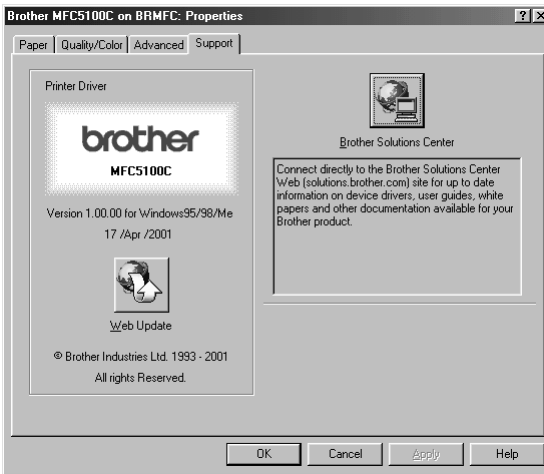 Brother MFC5100C on BRMFC: Properties
Paper
Quality/Color
Advanced
Support
Printer Driver
brother
MFC5100C
Version 1.00.00 for Windows95/98/Me
17 /Apr /2001
Web Update
© Brother Industries Ltd. 1993 - 2001
All rights Reserved.
Brother Solutions Center
Connect directly to the Brother Solutions Center
Web (solutions.brother.com) site for up to date
information on device drivers, user guides, white
papers and other documentation available for your
Brother product.
OK
Cancel
Apply
Help